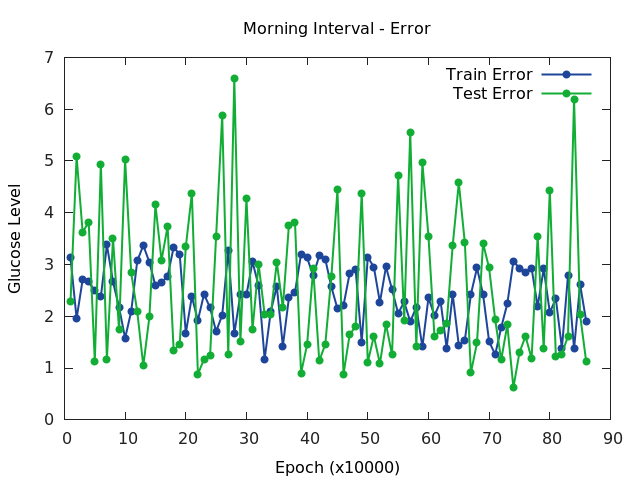 Morning Interval - Error
Train Error
Test Error
7
6
5
4
3
2
1
0
0 10 20 30 40 50 60 70 80 90
Glucose Level
Epoch (x10000)